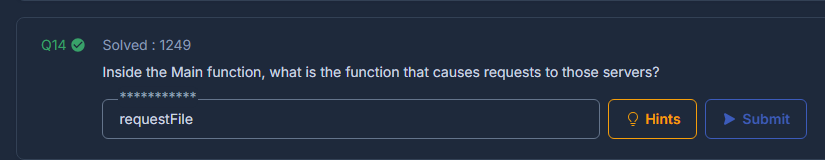 Q14 Solved : 1249
Inside the Main function, what is the function that causes requests to those servers?
***********
requestFile Hints Submit